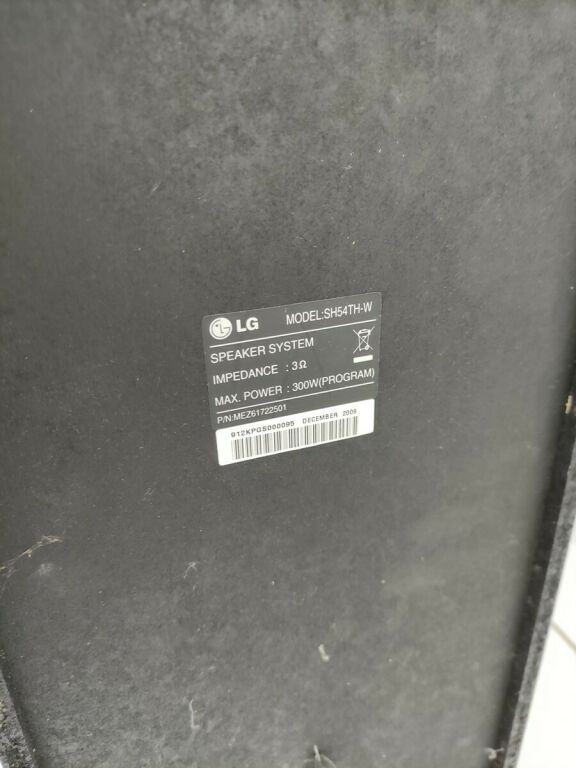 LG MODEL:SH54TH-W
SPEAKER SYSTEM
IMPEDANCE : 3Ω
MAX. POWER : 300W(PROGRAM)
P/N:MEZ61722501
912KPGS000095 DECEMBER 2009